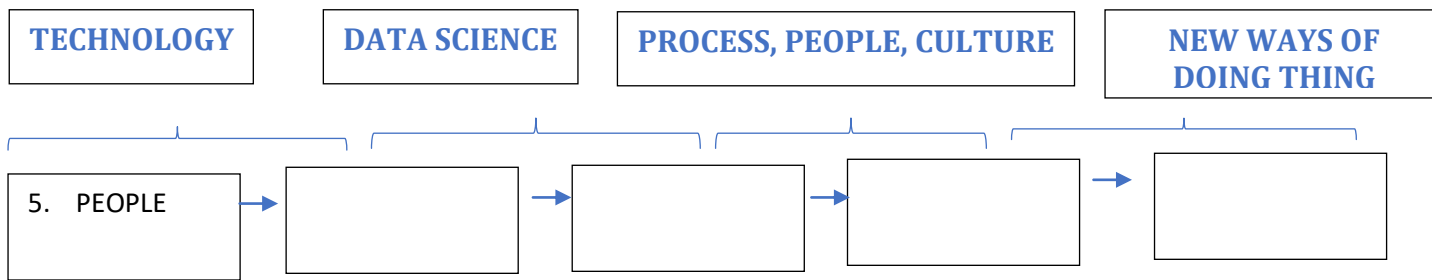 TECHNOLOGY
DATA SCIENCE
PROCESS, PEOPLE, CULTURE
NEW WAYS OF
DOING THING
5. PEOPLE